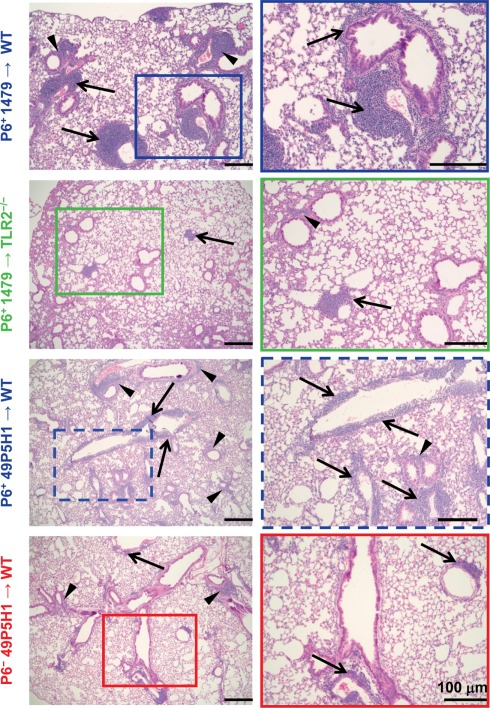 P6⁺ 1479 → WT
P6⁺ 1479 → TLR2⁻/⁻
P6⁺ 49P5H1 → WT
P6⁻ 49P5H1 → WT
100 μm